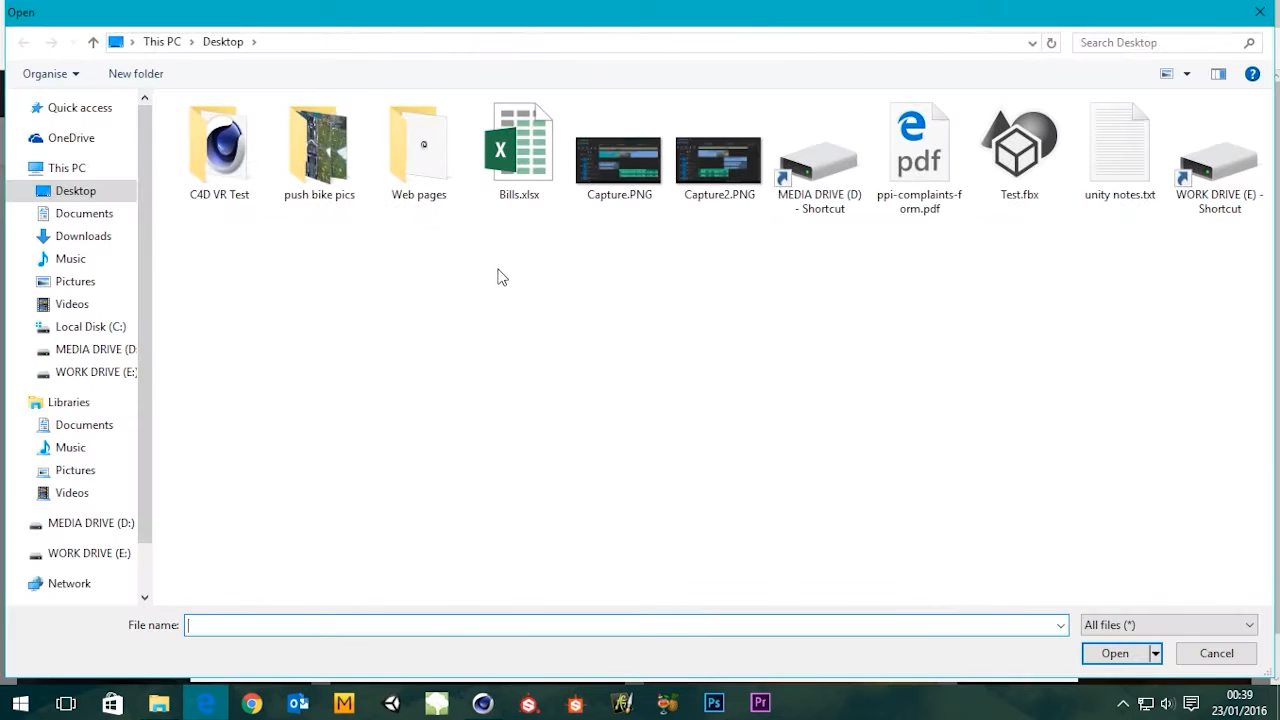 Open
This PC
Desktop
Search Desktop
Organise
New folder
Quick access
OneDrive
This PC
Desktop
Documents
Downloads
Music
Pictures
Videos
Local Disk (C:)
MEDIA DRIVE (D:
WORK DRIVE (E:)
Libraries
Documents
Music
Pictures
Videos
MEDIA DRIVE (D:)
WORK DRIVE (E:)
Network
C4D VR Test
push bike pics
Web pages
X
Bills.xlsx
Capture.PNG
Capture2.PNG
MEDIA DRIVE (D)
- Shortcut
pdf
ppi-complaints-f
orm.pdf
Test.fbx
unity notes.txt
WORK DRIVE (E) -
Shortcut
File name:
All files (*)
Open
Cancel
M
Ps
Pr
00:39
23/01/2016